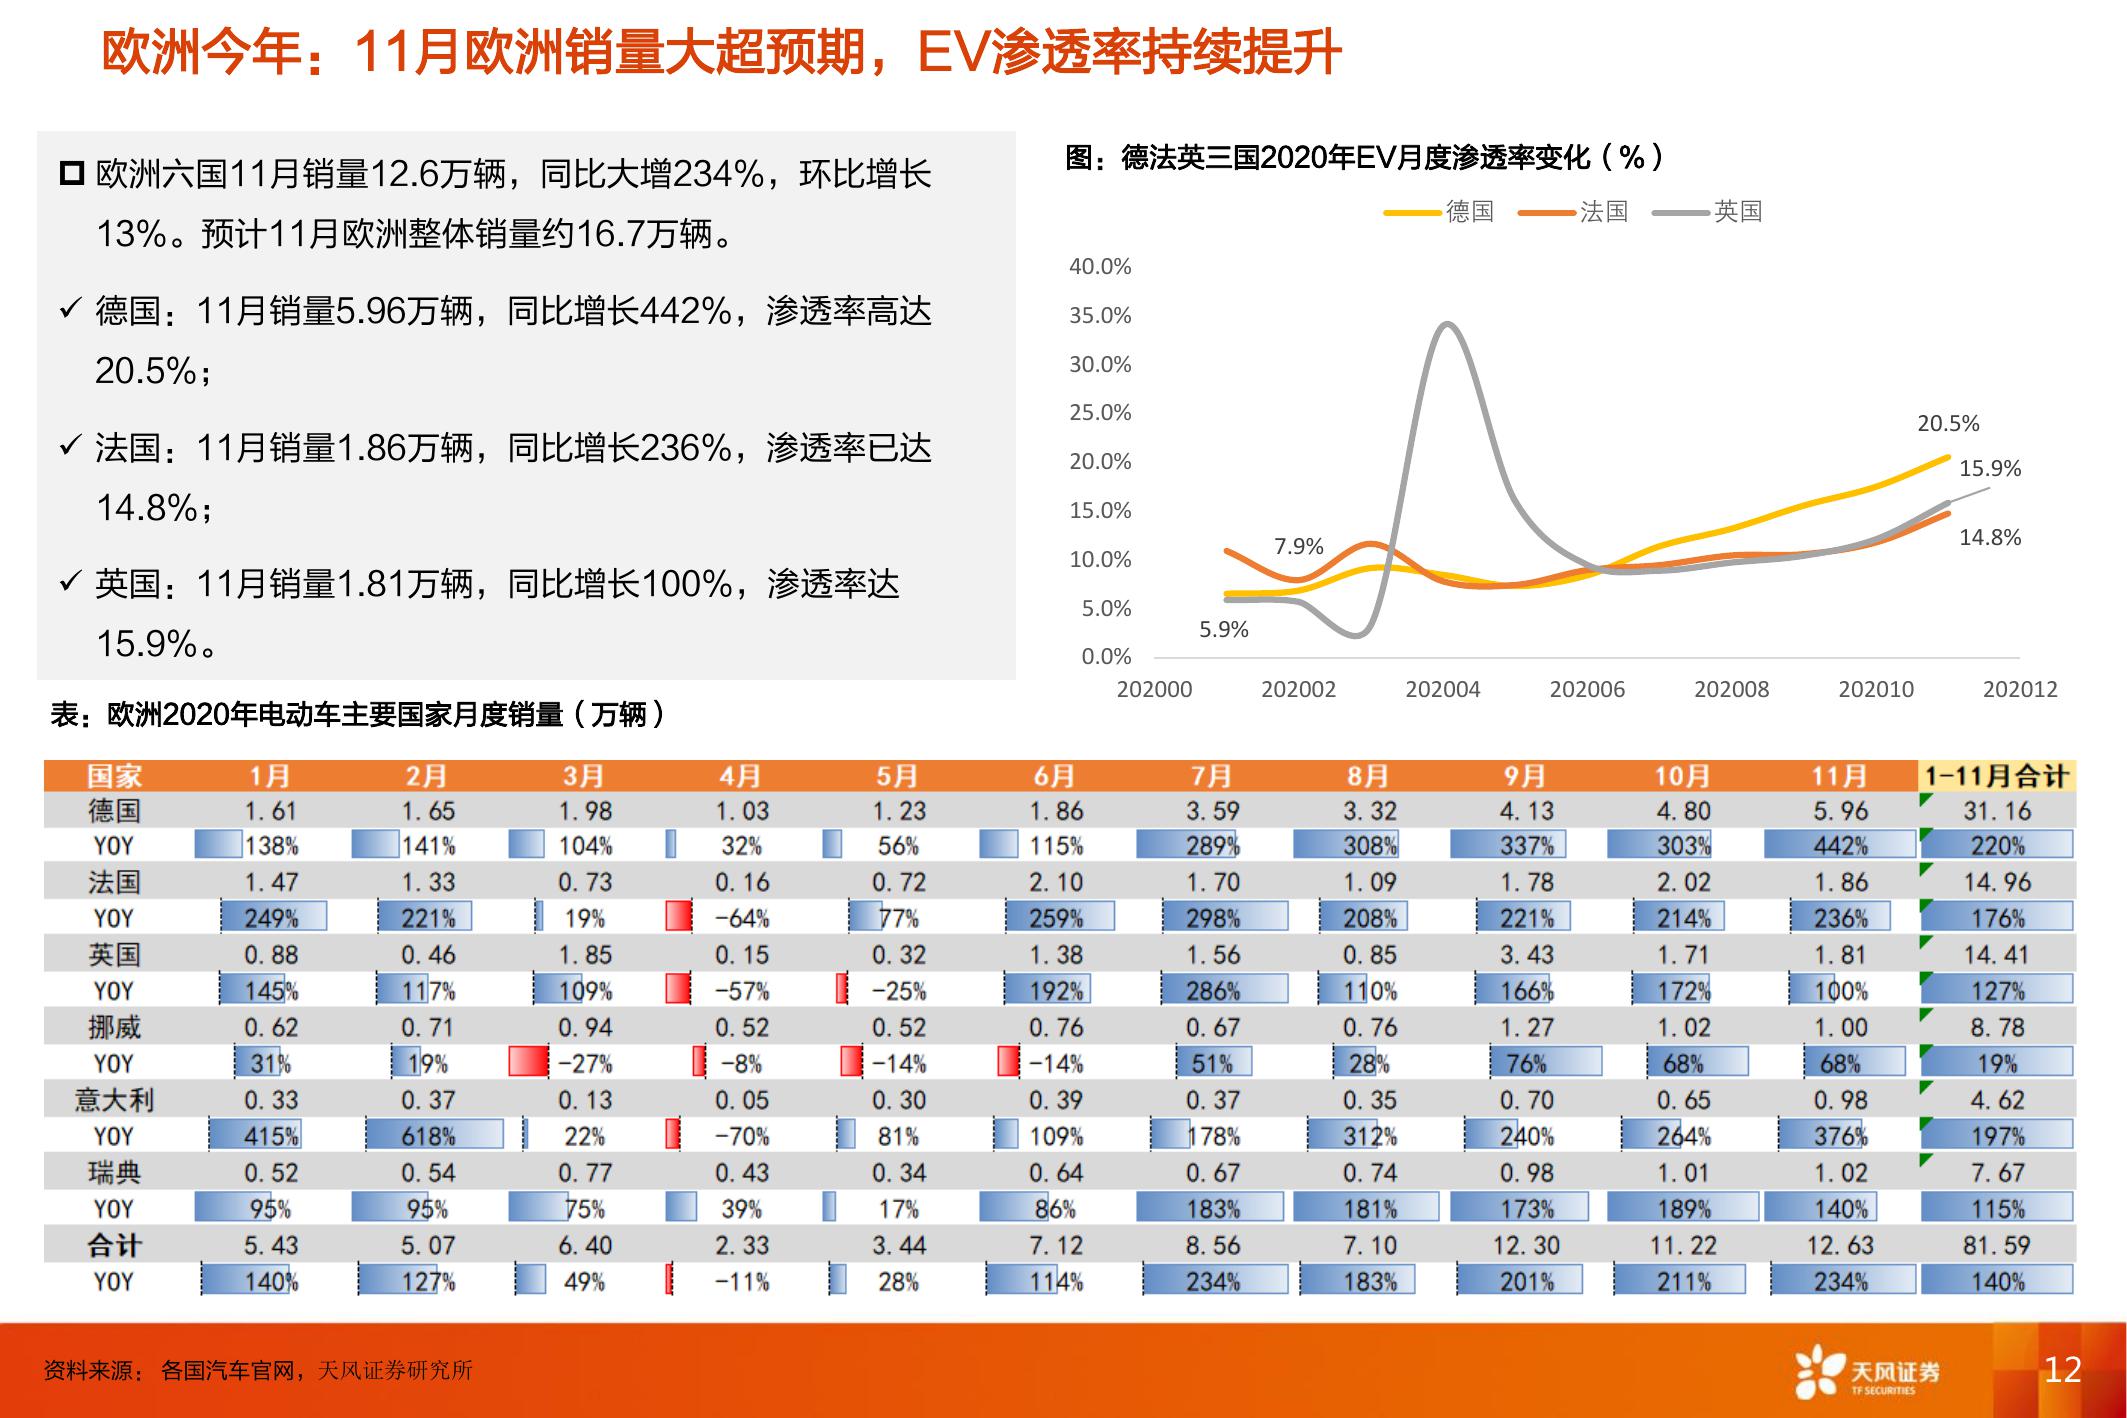 欧洲今年：11月欧洲销量大超预期，EV渗透率持续提升
欧洲六国11月销量12.6万辆，同比大增234%，环比增长
13%。预计11月欧洲整体销量约16.7万辆。
✓ 德国：11月销量5.96万辆，同比增长442%，渗透率高达
20.5%；
✓ 法国：11月销量1.86万辆，同比增长236%，渗透率已达
14.8%；
✓ 英国：11月销量1.81万辆，同比增长100%，渗透率达
15.9%。
图：德法英三国2020年EV月度渗透率变化（%）
德国 法国 英国
40.0%
35.0%
30.0%
25.0%
20.0%
15.0%
10.0%
5.0%
0.0%
20.5%
15.9%
14.8%
7.9%
5.9%
202000 202002 202004 202006 202008 202010 202012
表：欧洲2020年电动车主要国家月度销量（万辆）
国家 1月 2月 3月 4月 5月 6月 7月 8月 9月 10月 11月 1-11月合计
德国 1.61 1.65 1.98 1.03 1.23 1.86 3.59 3.32 4.13 4.80 5.96 31.16
YOY 138% 141% 104% 32% 56% 115% 289% 308% 337% 303% 442% 220%
法国 1.47 1.33 0.73 0.16 0.72 2.10 1.70 1.09 1.78 2.02 1.86 14.96
YOY 249% 221% 19% -64% 77% 259% 298% 208% 221% 214% 236% 176%
英国 0.88 0.46 1.85 0.15 0.32 1.38 1.56 0.85 3.43 1.71 1.81 14.41
YOY 145% 117% 109% -57% -25% 192% 286% 110% 166% 172% 100% 127%
挪威 0.62 0.71 0.94 0.52 0.52 0.76 0.67 0.76 1.27 1.02 1.00 8.78
YOY 31% 19% -27% -8% -14% -14% 51% 28% 76% 68% 68% 19%
意大利 0.33 0.37 0.13 0.05 0.30 0.39 0.37 0.35 0.70 0.65 0.98 4.62
YOY 415% 618% 22% -70% 81% 109% 178% 312% 240% 264% 376% 197%
瑞典 0.52 0.54 0.77 0.43 0.34 0.64 0.67 0.74 0.98 1.01 1.02 7.67
YOY 95% 95% 75% 39% 17% 86% 183% 181% 173% 189% 140% 115%
合计 5.43 5.07 6.40 2.33 3.44 7.12 8.56 7.10 12.30 11.22 12.63 81.59
YOY 140% 127% 49% -11% 28% 114% 234% 183% 201% 211% 234% 140%
资料来源： 各国汽车官网，天风证券研究所
天风证券
TF SECURITIES
12